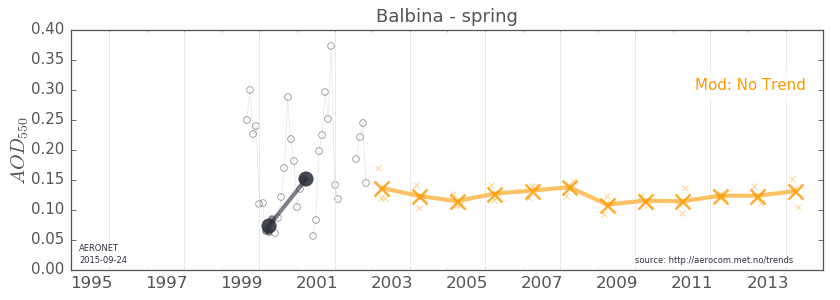 Balbina - spring
0.40
0.35
0.30
0.25
0.20
0.15
0.10
0.05
0.00
AOD550
Mod: No Trend
AERONET
2015-09-24
source: http://aerocom.met.no/trends
1995 1997 1999 2001 2003 2005 2007 2009 2011 2013